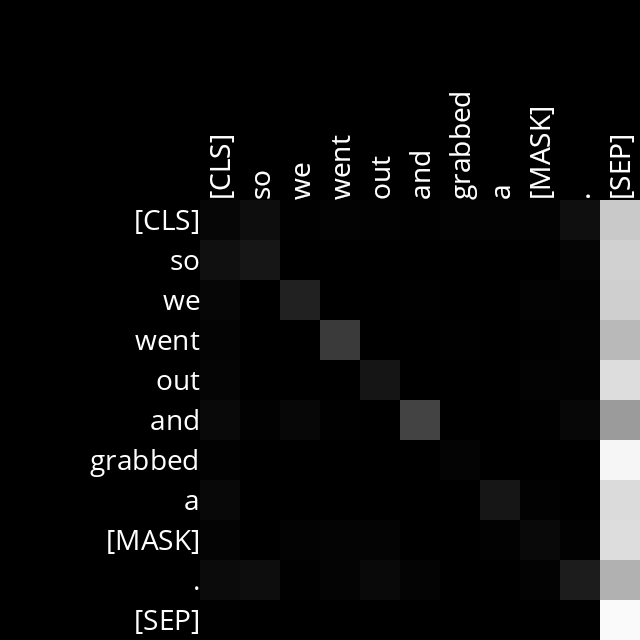 [CLS] so we went out and grabbed a [MASK] . [SEP]
[CLS]
so
we
went
out
and
grabbed
a
[MASK]
.
[SEP]